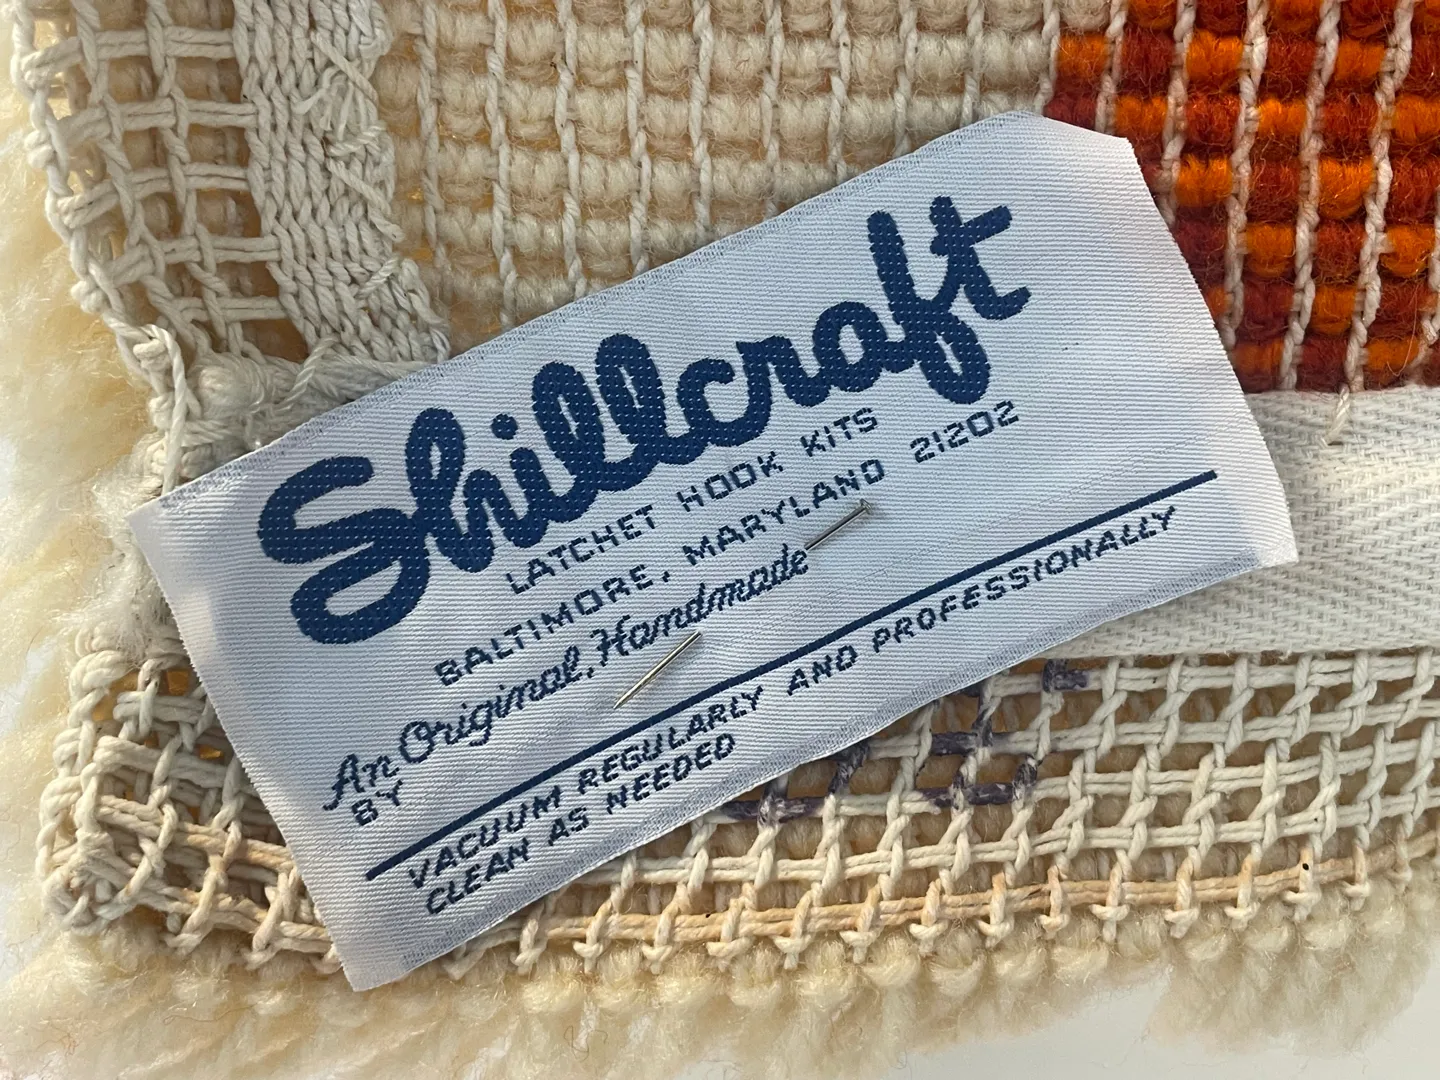 Shillcraft
LATCHET HOOK KITS
BALTIMORE, MARYLAND 21202
An Original, Handmade
BY
VACUUM REGULARLY AND PROFESSIONALLY
CLEAN AS NEEDED